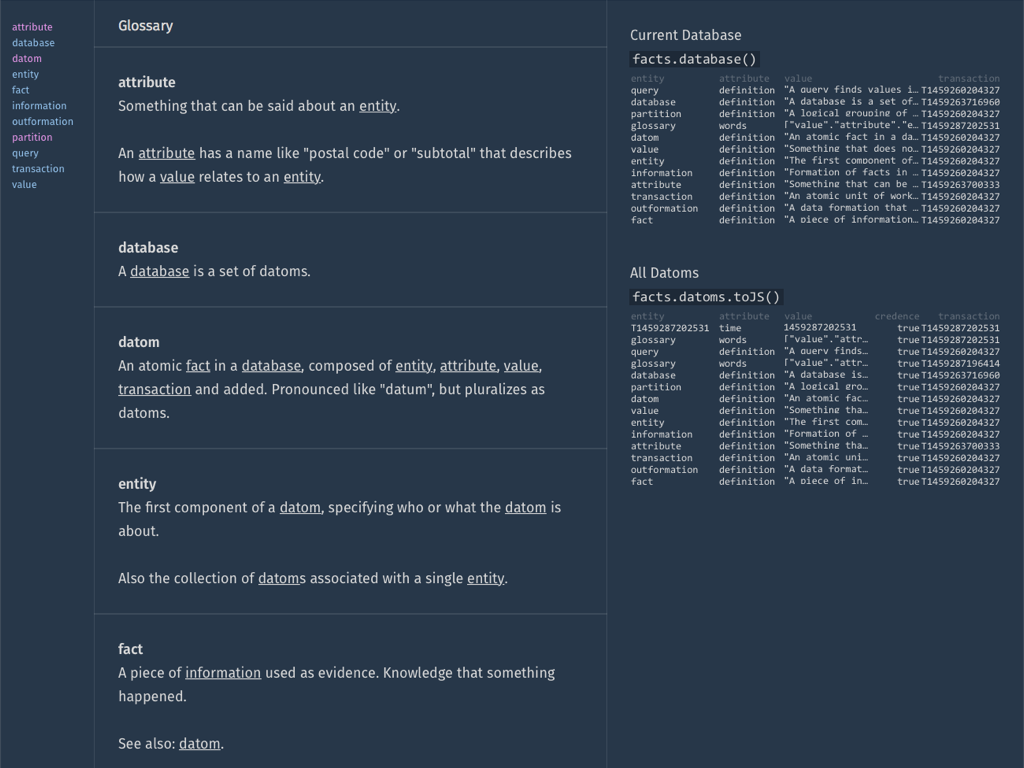 attribute
database
datom
entity
fact
information
outformation
partition
query
transaction
value
Glossary
attribute
Something that can be said about an entity.
An attribute has a name like "postal code" or "subtotal" that describes
how a value relates to an entity.
database
A database is a set of datoms.
datom
An atomic fact in a database, composed of entity, attribute, value,
transaction and added. Pronounced like "datum", but pluralizes as
datoms.
entity
The first component of a datom, specifying who or what the datom is
about.
Also the collection of datoms associated with a single entity.
fact
A piece of information used as evidence. Knowledge that something
happened.
See also: datom.
Current Database
facts.database()
entity attribute value transaction
query definition "A query finds values i… T1459260204327
database definition "A database is a set of… T1459263716960
partition definition "A logical grouping of … T1459260204327
glossary words ["value","attribute","e… T1459287202531
datom definition "An atomic fact in a da… T1459260204327
value definition "Something that does no… T1459260204327
entity definition "The first component of… T1459260204327
information definition "Formation of facts in … T1459260204327
attribute definition "Something that can be … T1459263700333
transaction definition "An atomic unit of work… T1459260204327
outformation definition "A data formation that … T1459260204327
fact definition "A piece of information… T1459260204327
All Datoms
facts.datoms.toJS()
entity attribute value credence transaction
T1459287202531 time 1459287202531 true T1459287202531
glossary words ["value","attr… true T1459287202531
query definition "A query finds… true T1459260204327
glossary words ["value","attr… true T1459287196414
database definition "A database is… true T1459263716960
partition definition "A logical gro… true T1459260204327
datom definition "An atomic fac… true T1459260204327
value definition "Something tha… true T1459260204327
entity definition "The first com… true T1459260204327
information definition "Formation of … true T1459260204327
attribute definition "Something tha… true T1459263700333
transaction definition "An atomic uni… true T1459260204327
outformation definition "A data format… true T1459260204327
fact definition "A piece of in… true T1459260204327